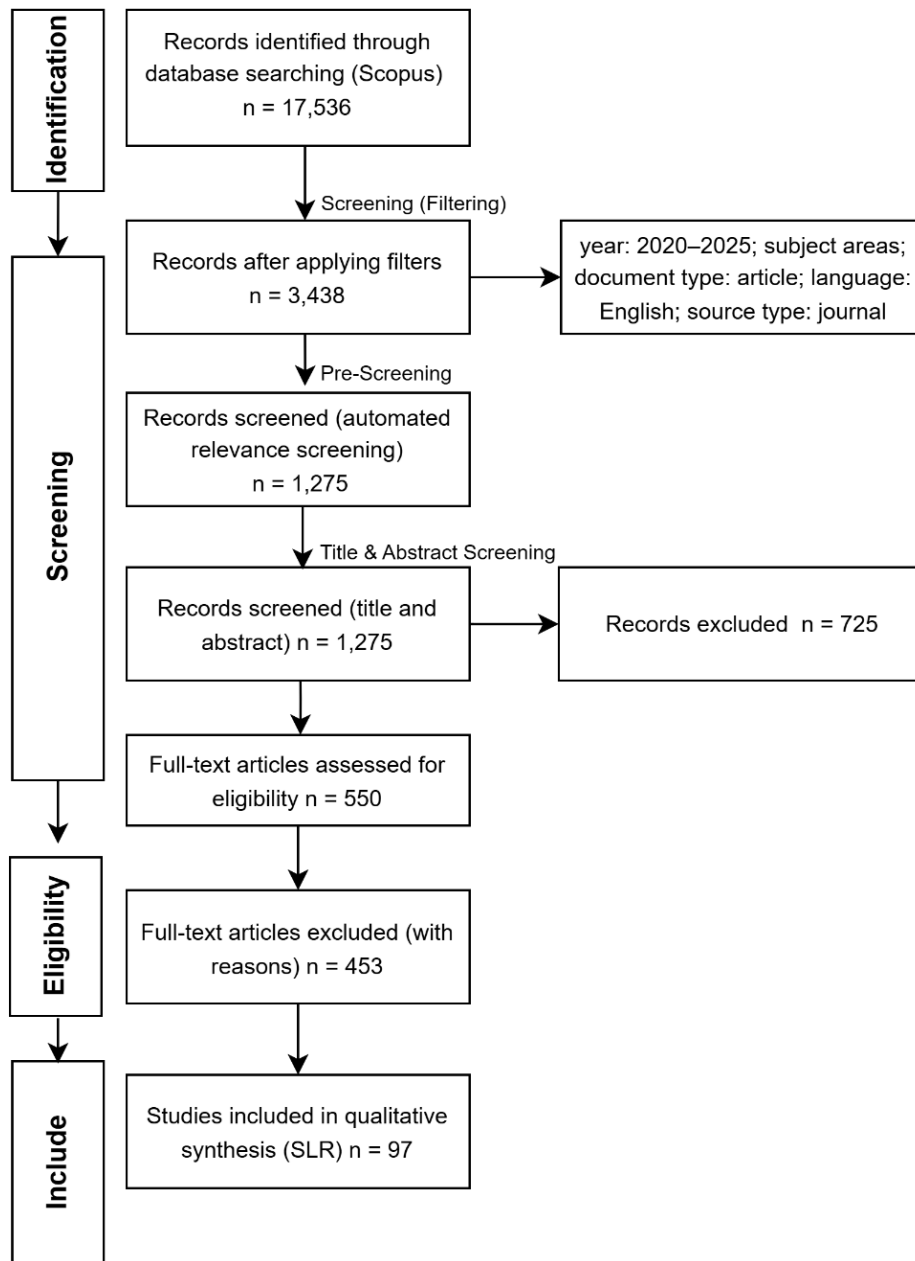 Identification
Records identified through
database searching (Scopus)
n = 17,536
Screening (Filtering)
Screening
Records after applying filters
n = 3,438
year: 2020–2025; subject areas;
document type: article; language:
English; source type: journal
Pre-Screening
Records screened (automated
relevance screening)
n = 1,275
Title & Abstract Screening
Records screened (title and
abstract) n = 1,275
Records excluded n = 725
Full-text articles assessed for
eligibility n = 550
Eligibility
Full-text articles excluded (with
reasons) n = 453
Include
Studies included in qualitative
synthesis (SLR) n = 97